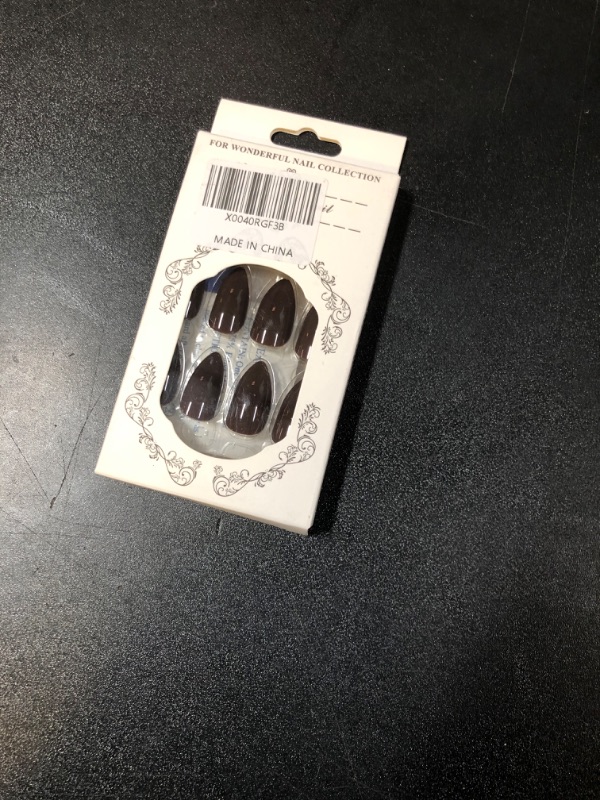 FOR WONDERFUL NAIL COLLECTION
X0040RGF3B
MADE IN CHINA